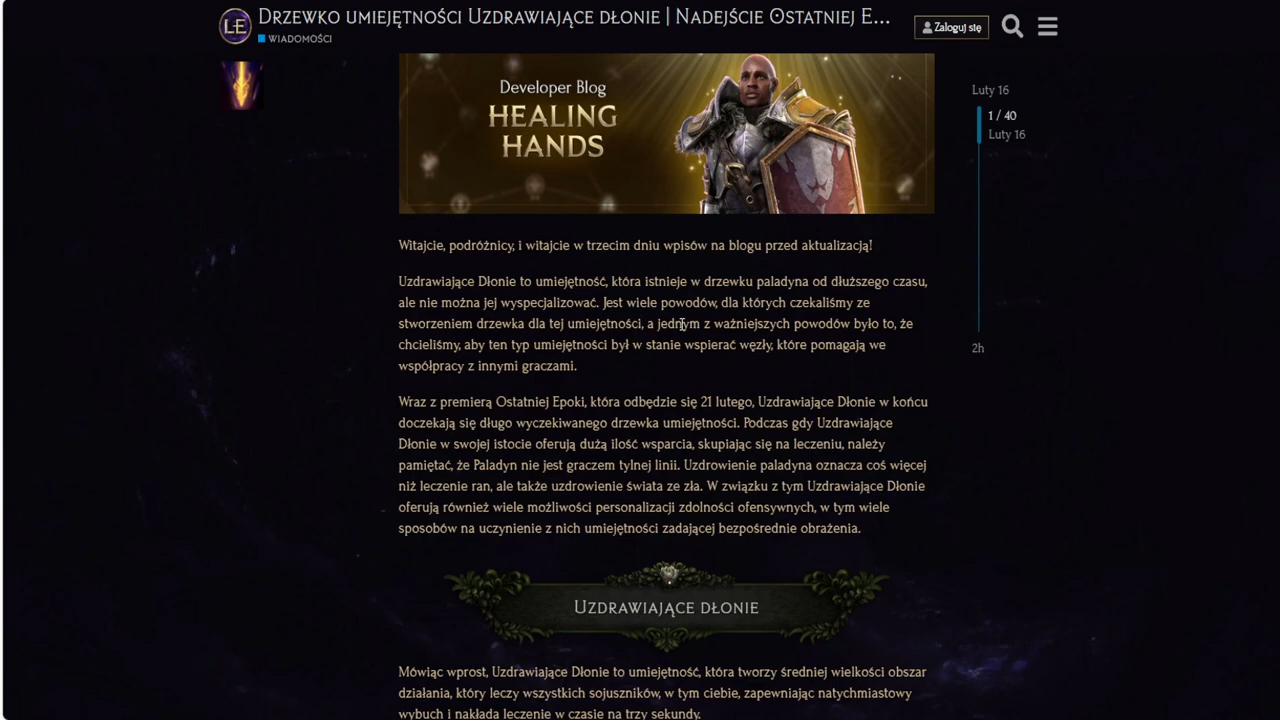 LE
Drzewko umiejętności Uzdrawiające dłonie | Nadejście Ostatniej E...
WIADOMOŚCI
Zaloguj się
Developer Blog
HEALING
HANDS
Luty 16
1 / 40
Luty 16
2h
Witajcie, podróżnicy, i witajcie w trzecim dniu wpisów na blogu przed aktualizacją!
Uzdrawiające Dłonie to umiejętność, która istnieje w drzewku paladyna od dłuższego czasu,
ale nie można jej wyspecjalizować. Jest wiele powodów, dla których czekaliśmy ze
stworzeniem drzewka dla tej umiejętności, a jednym z ważniejszych powodów było to, że
chcieliśmy, aby ten typ umiejętności był w stanie wspierać węzły, które pomagają we
współpracy z innymi graczami.
Wraz z premierą Ostatniej Epoki, która odbędzie się 21 lutego, Uzdrawiające Dłonie w końcu
doczekają się długo wyczekiwanego drzewka umiejętności. Podczas gdy Uzdrawiające
Dłonie w swojej istocie oferują dużą ilość wsparcia, skupiając się na leczeniu, należy
pamiętać, że Paladyn nie jest graczem tylnej linii. Uzdrowienie paladyna oznacza coś więcej
niż leczenie ran, ale także uzdrowienie świata ze zła. W związku z tym Uzdrawiające Dłonie
oferują również wiele możliwości personalizacji zdolności ofensywnych, w tym wiele
sposobów na uczynienie z nich umiejętności zadającej bezpośrednie obrażenia.
Uzdrawiające dłonie
Mówiąc wprost, Uzdrawiające Dłonie to umiejętność, która tworzy średniej wielkości obszar
działania, który leczy wszystkich sojuszników, w tym ciebie, zapewniając natychmiastowy
wybuch i nakłada leczenie w czasie na trzy sekundy.